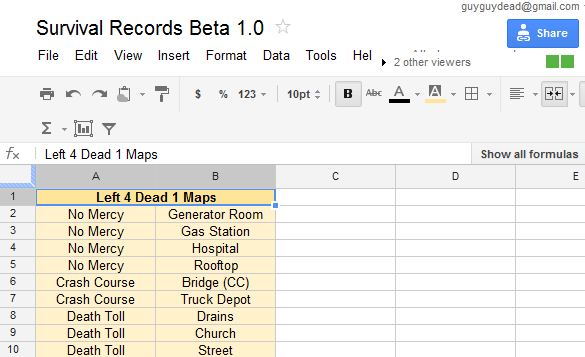 guyguydead@gmail.com
Survival Records Beta 1.0
Share
File Edit View Insert Format Data Tools Hel
2 other viewers
$ % 123 10pt B Abc A A
Σ
fx Left 4 Dead 1 Maps Show all formulas
A B C D E
1 Left 4 Dead 1 Maps
2 No Mercy Generator Room
3 No Mercy Gas Station
4 No Mercy Hospital
5 No Mercy Rooftop
6 Crash Course Bridge (CC)
7 Crash Course Truck Depot
8 Death Toll Drains
9 Death Toll Church
10 Death Toll Street